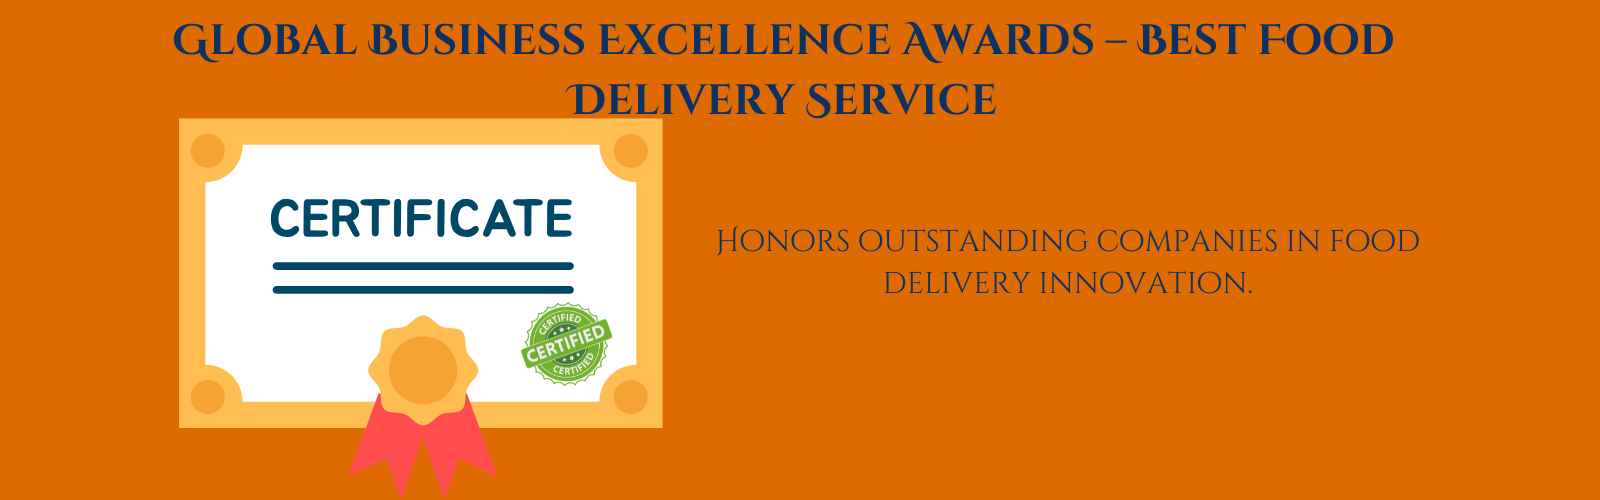 Global Business Excellence Awards – Best Food
Delivery Service
CERTIFICATE
Honors outstanding companies in food
delivery innovation.
CERTIFIED
CERTIFIED
CERTIFIED